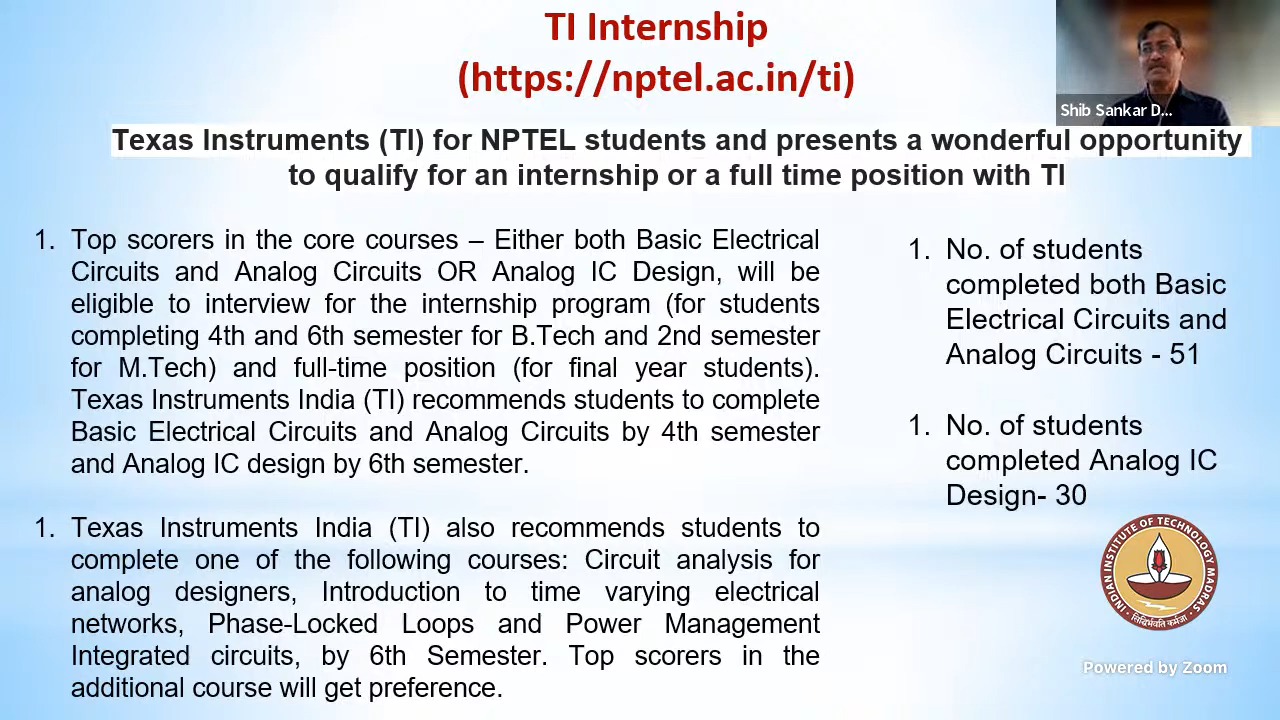 TI Internship
(https://nptel.ac.in/ti)
Shib Sankar D...
Texas Instruments (TI) for NPTEL students and presents a wonderful opportunity
to qualify for an internship or a full time position with TI
1. Top scorers in the core courses – Either both Basic Electrical
Circuits and Analog Circuits OR Analog IC Design, will be
eligible to interview for the internship program (for students
completing 4th and 6th semester for B.Tech and 2nd semester
for M.Tech) and full-time position (for final year students).
Texas Instruments India (TI) recommends students to complete
Basic Electrical Circuits and Analog Circuits by 4th semester
and Analog IC design by 6th semester.
1. Texas Instruments India (TI) also recommends students to
complete one of the following courses: Circuit analysis for
analog designers, Introduction to time varying electrical
networks, Phase-Locked Loops and Power Management
Integrated circuits, by 6th Semester. Top scorers in the
additional course will get preference.
1. No. of students
completed both Basic
Electrical Circuits and
Analog Circuits - 51
1. No. of students
completed Analog IC
Design- 30
INDIAN INSTITUTE OF TECHNOLOGY MADRAS
सिद्धिर्भवति कर्मजा
Powered by Zoom